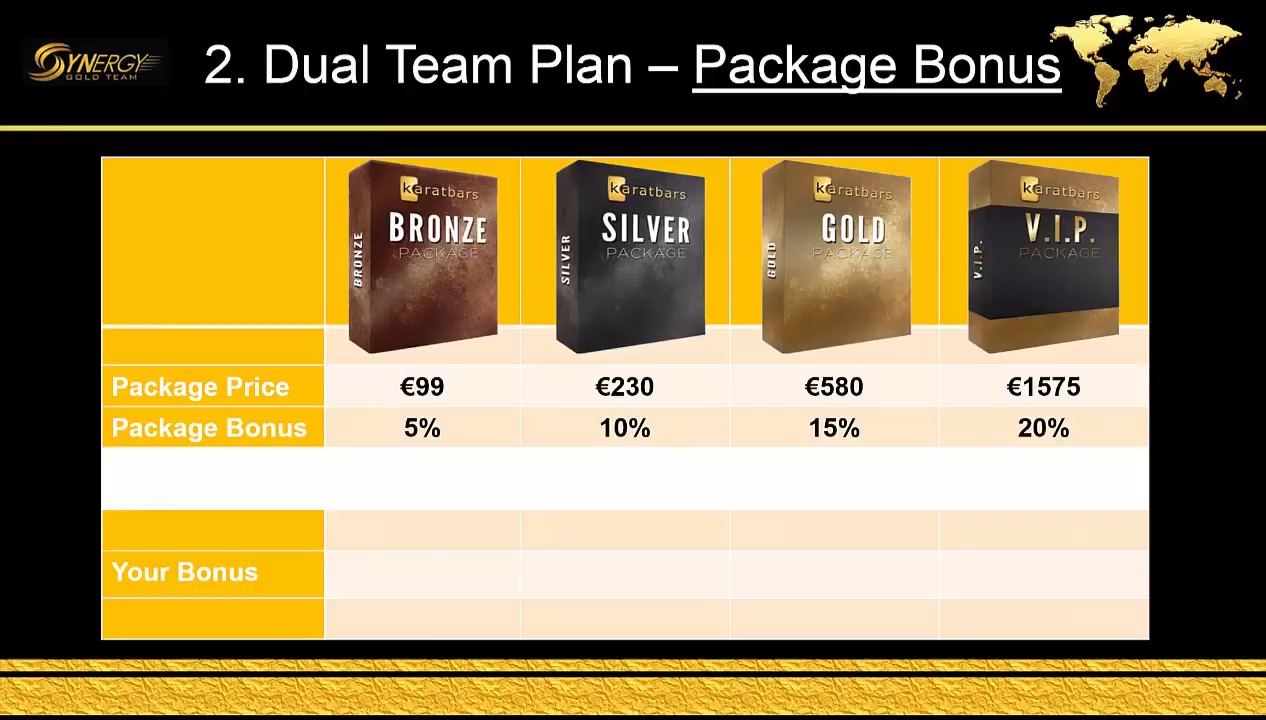 SYNERGY
GOLD TEAM
2. Dual Team Plan – Package Bonus
karatbars
BRONZE
PACKAGE
BRONZE
karatbars
SILVER
PACKAGE
SILVER
karatbars
GOLD
PACKAGE
GOLD
karatbars
V.I.P.
PACKAGE
V.I.P.
Package Price €99 €230 €580 €1575
Package Bonus 5% 10% 15% 20%
Your Bonus